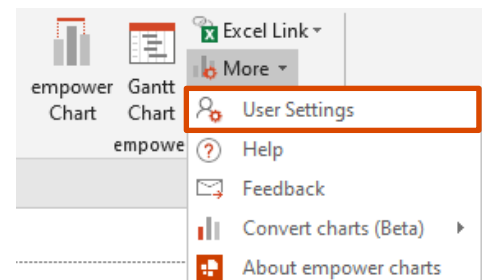 Excel Link
More
empower Chart
Gantt Chart
empowe
User Settings
Help
Feedback
Convert charts (Beta)
About empower charts